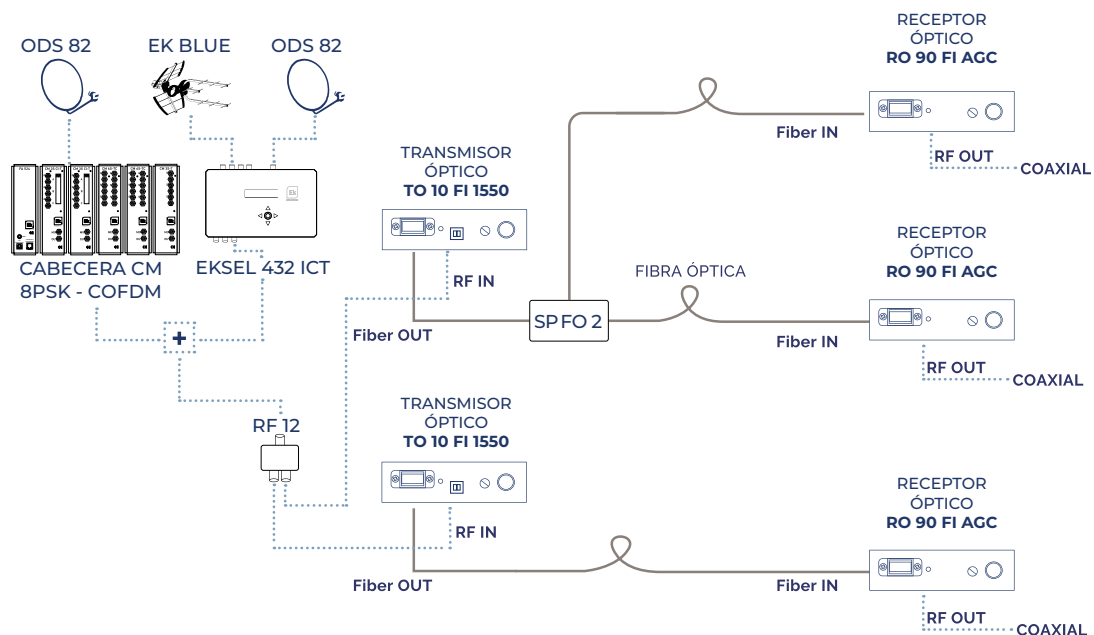 ODS 82
EK BLUE
ODS 82
RECEPTOR
ÓPTICO
RO 90 FI AGC
Fiber IN
RF OUT
COAXIAL
TRANSMISOR
ÓPTICO
TO 10 FI 1550
RF IN
Fiber OUT
CABECERA CM
8PSK - COFDM
EKSEL 432 ICT
+
SP FO 2
FIBRA ÓPTICA
RECEPTOR
ÓPTICO
RO 90 FI AGC
Fiber IN
RF OUT
COAXIAL
RF 12
TRANSMISOR
ÓPTICO
TO 10 FI 1550
RF IN
Fiber OUT
RECEPTOR
ÓPTICO
RO 90 FI AGC
Fiber IN
RF OUT
COAXIAL